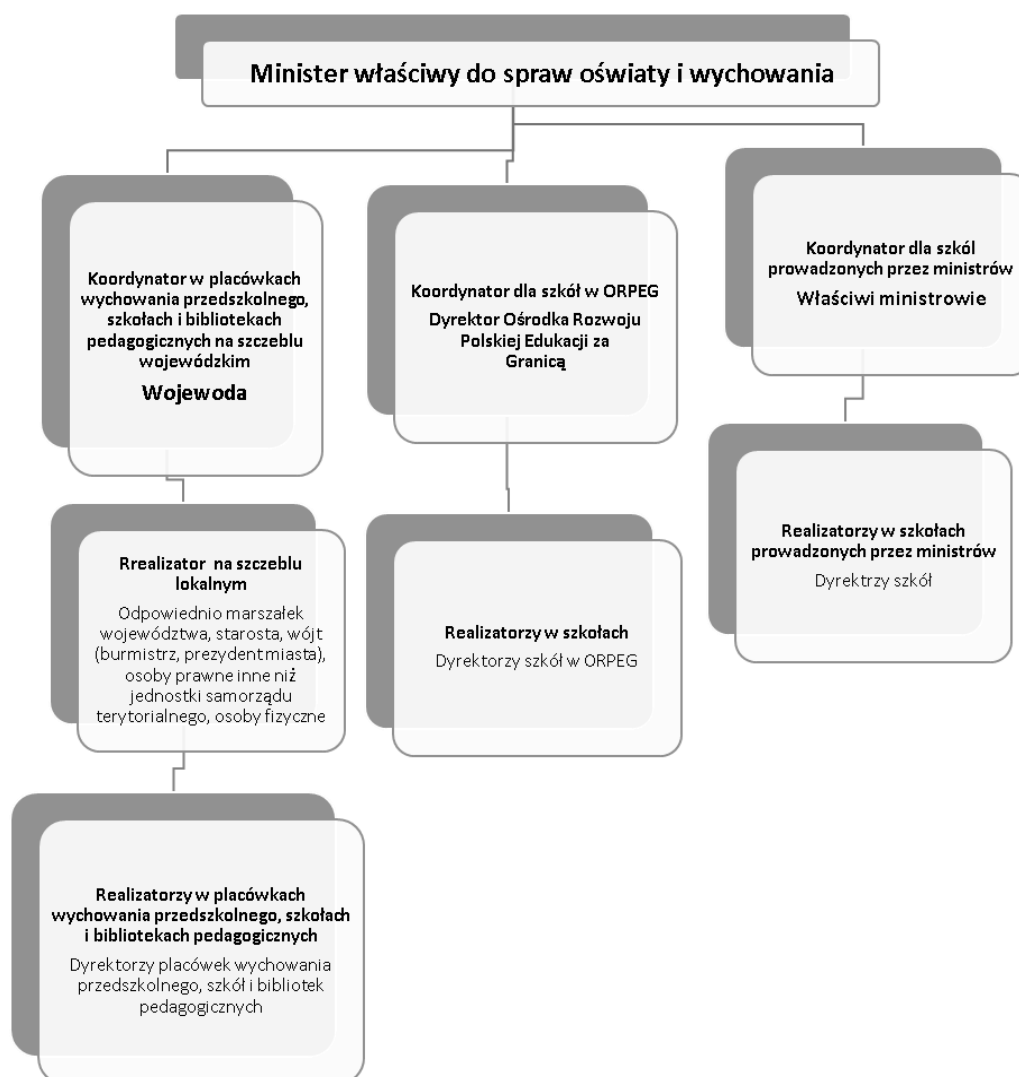 Minister właściwy do spraw oświaty i wychowania
Koordynator w placówkach
wychowania przedszkolnego,
szkołach i bibliotekach
pedagogicznych na szczeblu
wojewódzkim
Wojewoda
Koordynator dla szkół w ORPEG
Dyrektor Ośrodka Rozwoju
Polskiej Edukacji za
Granicą
Koordynator dla szkól
prowadzonych przez ministrów
Właściwi ministrowie
Rrealizator na szczeblu
lokalnym
Odpowiednio marszałek
województwa, starosta, wójt
(burmistrz, prezydent miasta),
osoby prawne inne niż
jednostki samorządu
terytorialnego, osoby fizyczne
Realizatorzy w szkołach
Dyrektorzy szkół w ORPEG
Realizatorzy w szkołach
prowadzonych przez ministrów
Dyrektrzy szkół
Realizatorzy w placówkach
wychowania przedszkolnego, szkołach
i bibliotekach pedagogicznych
Dyrektorzy placówek wychowania
przedszkolnego, szkół i bibliotek
pedagogicznych